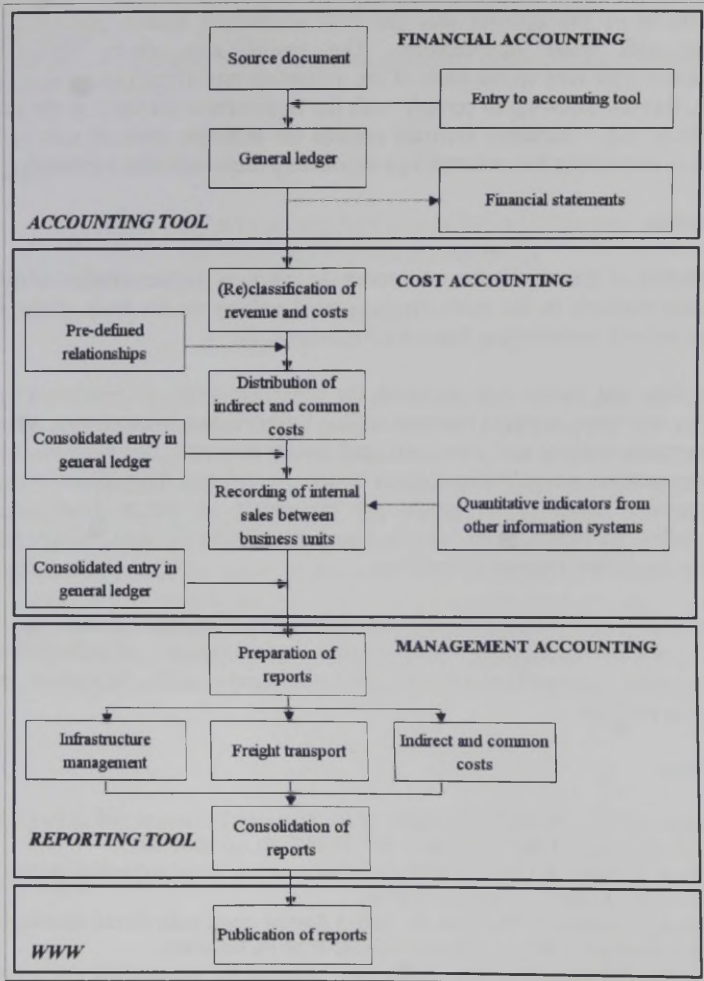 FINANCIAL ACCOUNTING
Source document
Entry to accounting tool
General ledger
Financial statements
ACCOUNTING TOOL
COST ACCOUNTING
(Re)classification of
revenue and costs
Pre-defined
relationships
Distribution of
indirect and common
costs
Consolidated entry in
general ledger
Recording of internal
sales between
business units
Quantitative indicators from
other information systems
Consolidated entry in
general ledger
MANAGEMENT ACCOUNTING
Preparation of
reports
Infrastructure
management
Freight transport
Indirect and common
costs
REPORTING TOOL
Consolidation of
reports
WWW
Publication of reports